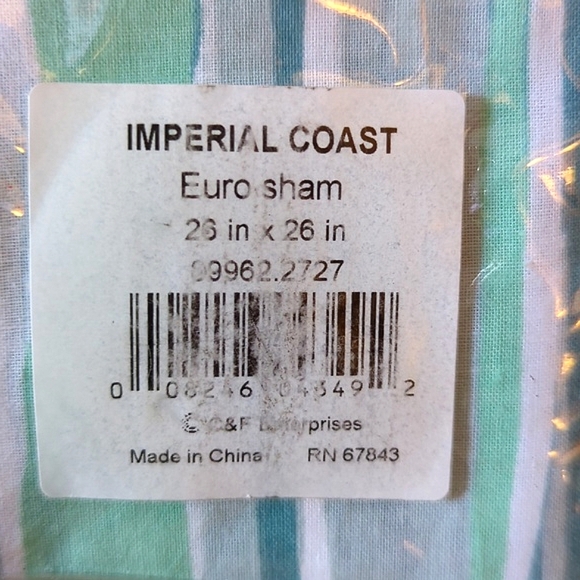 IMPERIAL COAST
Euro sham
26 in x 26 in
89962.2727
0 08246 04349 2
C&F Enterprises
Made in China RN 67843